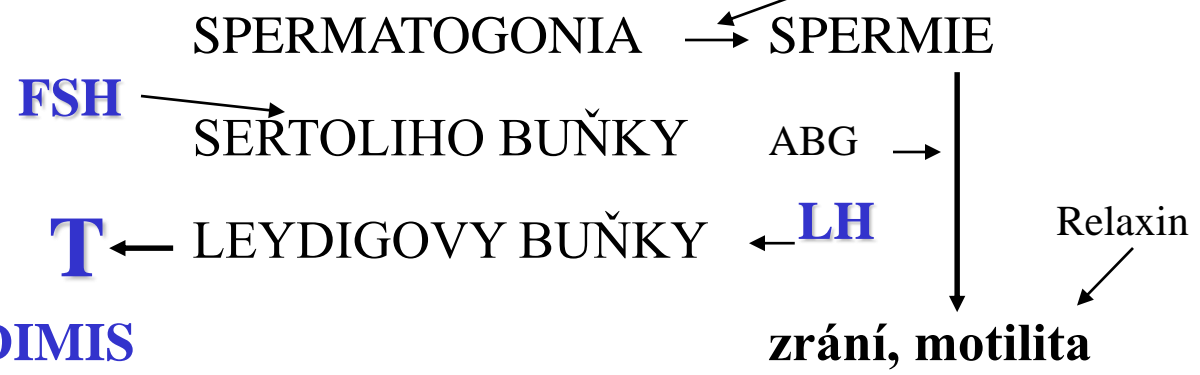 SPERMATOGONIA SPERMIE
FSH
SERTOLIHO BUŇKY ABG
T LEYDIGOVY BUŇKY LH Relaxin
DIMIS zrání, motilita